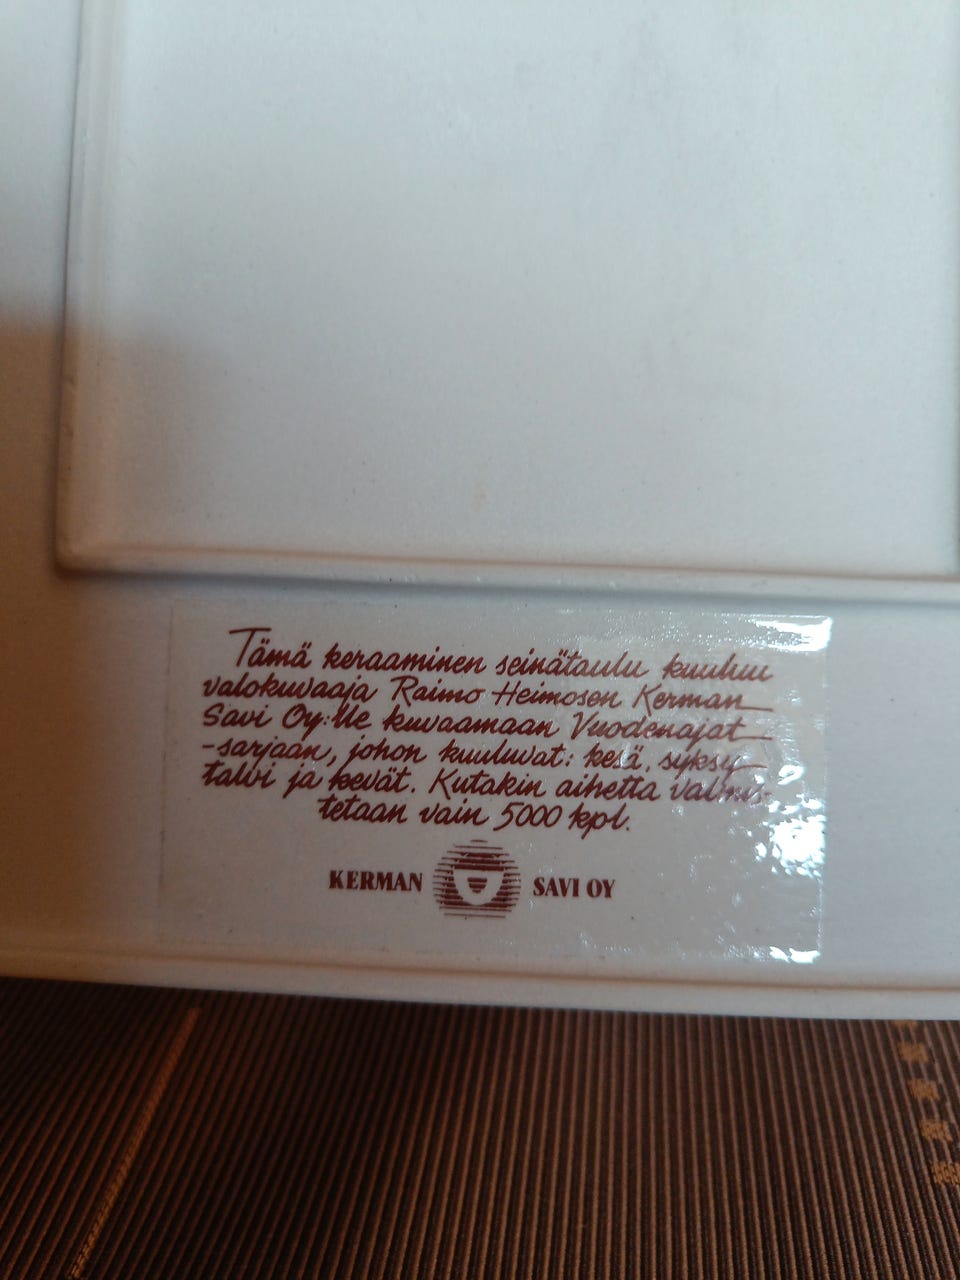 Tämä keraaminen seinätaulu kuuluu
valokuvaaja Raimo Heimosen Kerman
Savi Oy:lle kuvaamaan Vuodenajat
-sarjaan, johon kuuluvat: kesä, syksy
talvi ja kevät. Kutakin aihetta valmis-
tetaan vain 5000 kpl.
KERMAN SAVI OY